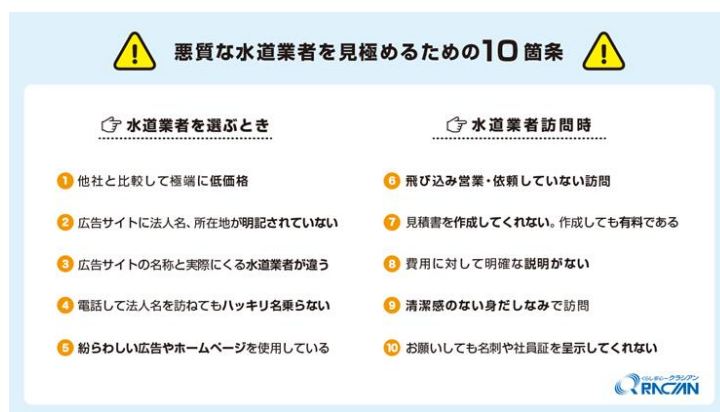 悪質な水道業者を見極めるための10箇条
水道業者を選ぶとき
1 他社と比較して極端に低価格
2 広告サイトに法人名、所在地が明記されていない
3 広告サイトの名称と実際にくる水道業者が違う
4 電話して法人名を訪ねてもハッキリ名乗らない
5 紛らわしい広告やホームページを使用している
水道業者訪問時
6 飛び込み営業・依頼していない訪問
7 見積書を作成してくれない。作成しても有料である
8 費用に対して明確な説明がない
9 清潔感のない身だしなみで訪問
10 お願いしても名刺や社員証を呈示してくれない
くらし安心クラシアン
QRACIAN